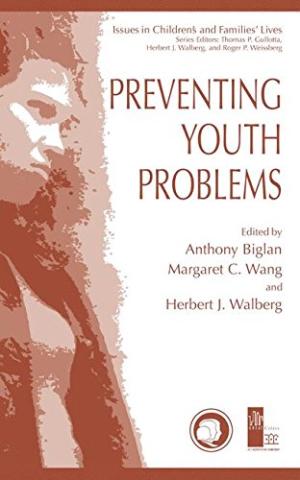 Issues in Children's and Families' Lives
Series Editors: Thomas P. Gullotta,
Herbert J. Walberg, and Roger P. Weissberg
PREVENTING
YOUTH
PROBLEMS
Edited by
Anthony Biglan
Margaret C. Wang
and
Herbert J. Walberg